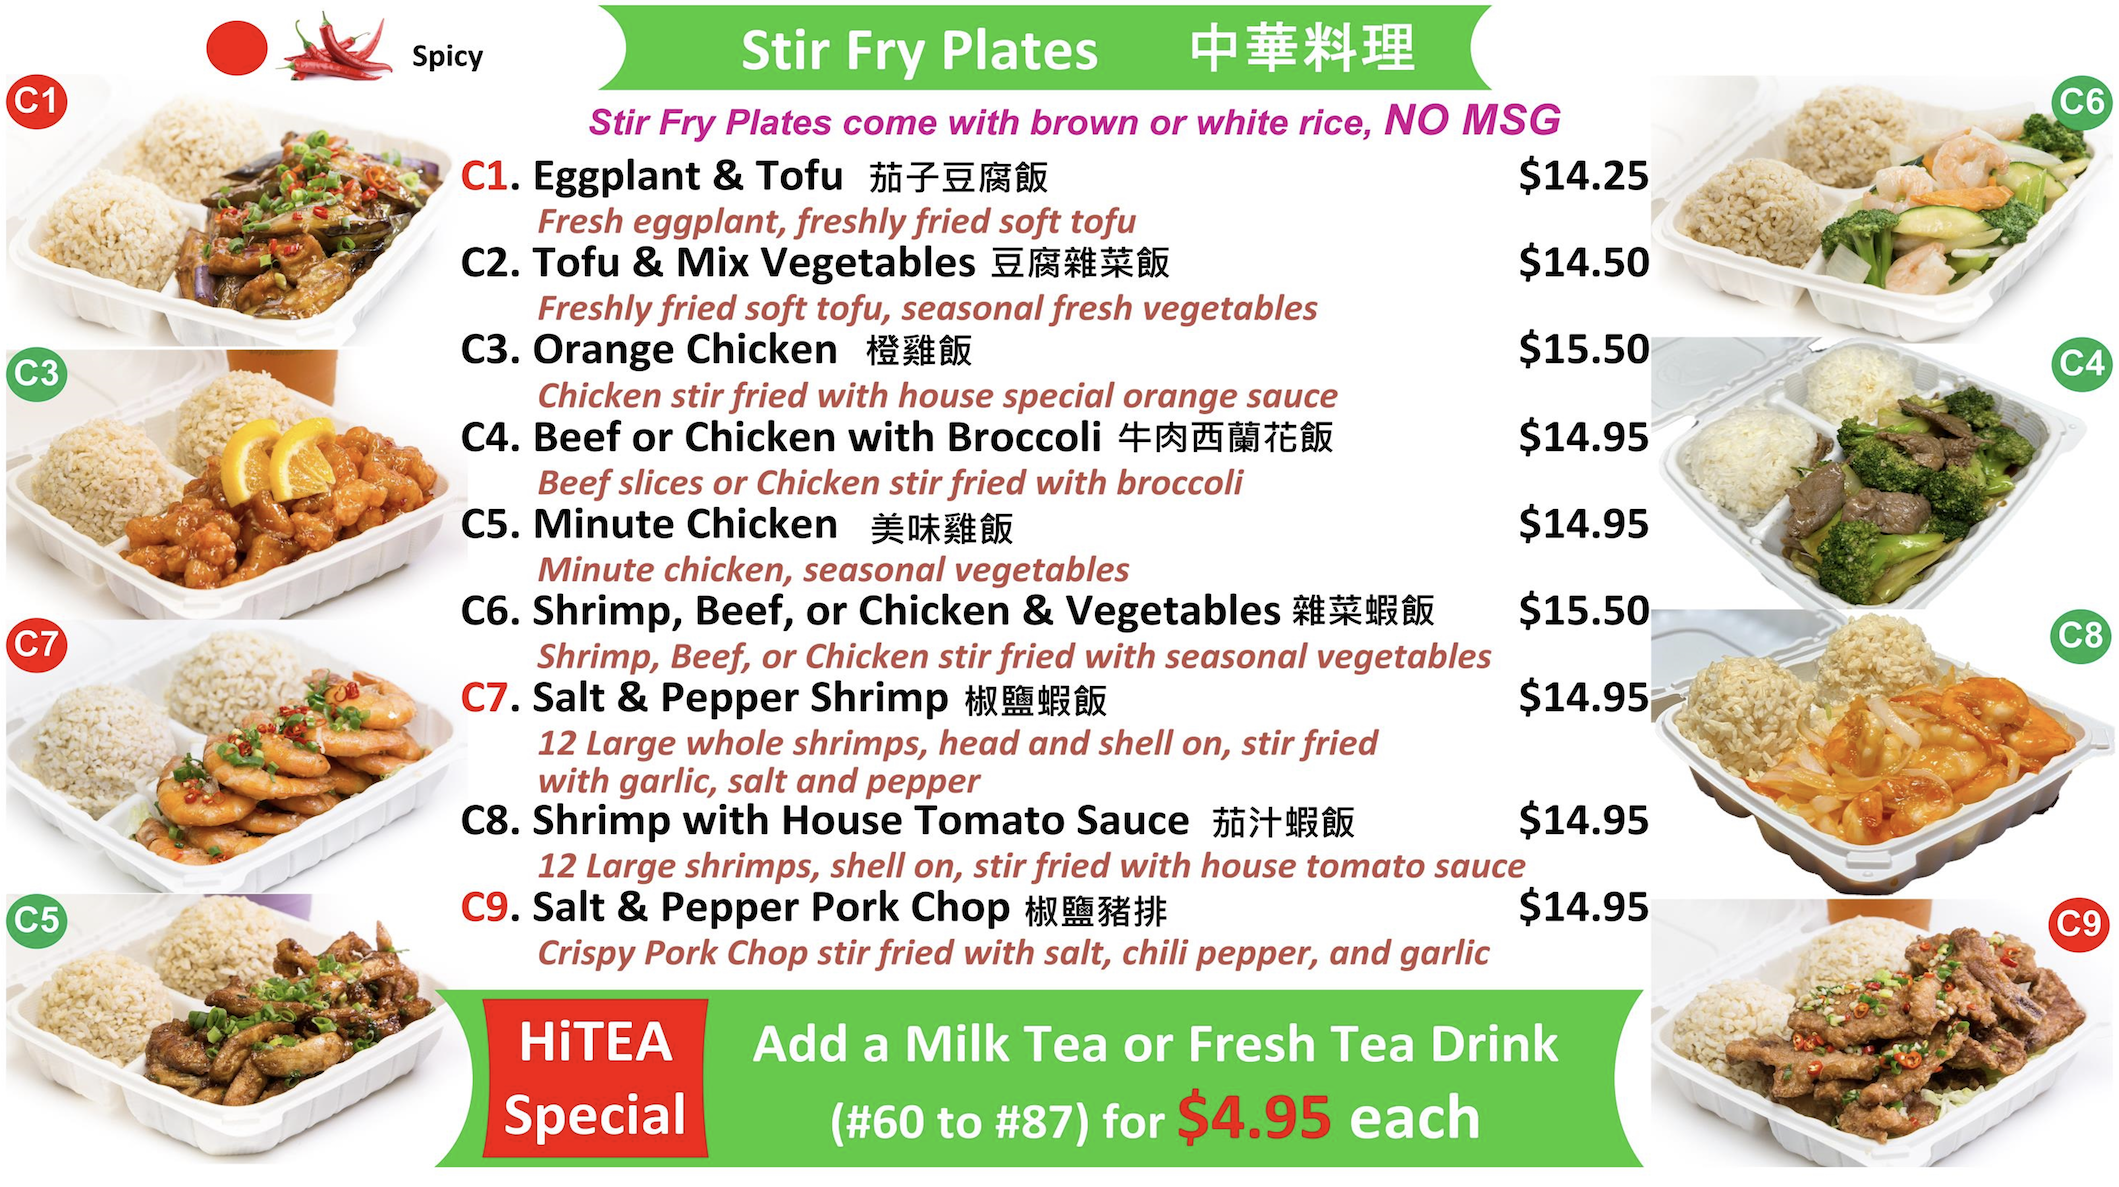 Spicy
Stir Fry Plates 中華料理
Stir Fry Plates come with brown or white rice, NO MSG
C1
C6
C3
C4
C7
C8
C5
C9
C1. Eggplant & Tofu 茄子豆腐飯 $14.25
Fresh eggplant, freshly fried soft tofu
C2. Tofu & Mix Vegetables 豆腐雜菜飯 $14.50
Freshly fried soft tofu, seasonal fresh vegetables
C3. Orange Chicken 橙雞飯 $15.50
Chicken stir fried with house special orange sauce
C4. Beef or Chicken with Broccoli 牛肉西蘭花飯 $14.95
Beef slices or Chicken stir fried with broccoli
C5. Minute Chicken 美味雞飯 $14.95
Minute chicken, seasonal vegetables
C6. Shrimp, Beef, or Chicken & Vegetables 雜菜蝦飯 $15.50
Shrimp, Beef, or Chicken stir fried with seasonal vegetables
C7. Salt & Pepper Shrimp 椒鹽蝦飯 $14.95
12 Large whole shrimps, head and shell on, stir fried
with garlic, salt and pepper
C8. Shrimp with House Tomato Sauce 茄汁蝦飯 $14.95
12 Large shrimps, shell on, stir fried with house tomato sauce
C9. Salt & Pepper Pork Chop 椒鹽豬排 $14.95
Crispy Pork Chop stir fried with salt, chili pepper, and garlic
HiTEA
Special
Add a Milk Tea or Fresh Tea Drink
(#60 to #87) for $4.95 each